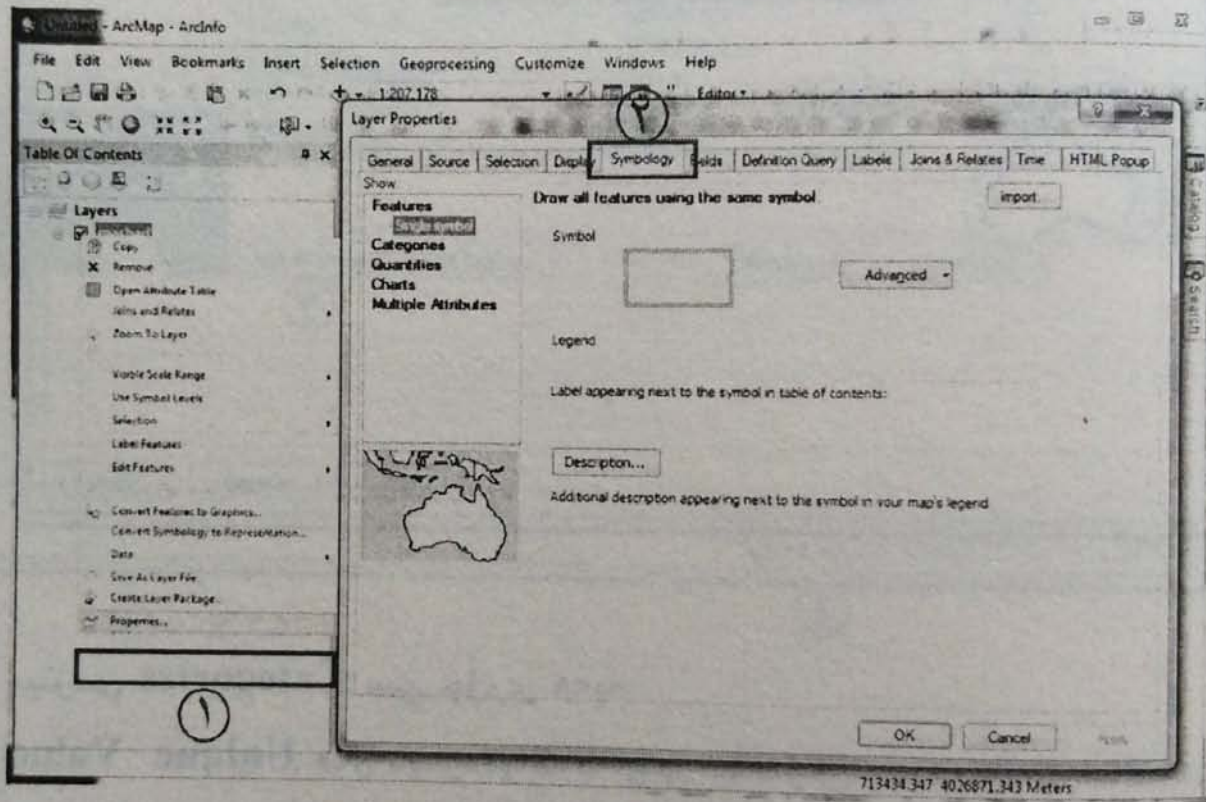 Untitled - ArcMap - ArcInfo
File Edit View Bookmarks Insert Selection Geoprocessing Customize Windows Help
1:207,178 Editor
Table Of Contents
Layers
Copy
Remove
Open Attribute Table
Joins and Relates
Zoom To Layer
Visible Scale Range
Use Symbol Levels
Selection
Label Features
Edit Features
Convert Features to Graphics...
Convert Symbology to Representation...
Data
Save As Layer File
Create Layer Package...
Properties...
۱
۲
Layer Properties
General Source Selection Display Symbology Fields Definition Query Labels Joins & Relates Time HTML Popup
Show:
Features
Single symbol
Categories
Quantities
Charts
Multiple Attributes
Draw all features using the same symbol
Import...
Symbol
Advanced
Legend
Label appearing next to the symbol in table of contents:
Description...
Additional description appearing next to the symbol in your map's legend
OK Cancel
Catalog
Search
713434.347 4026871.343 Meters